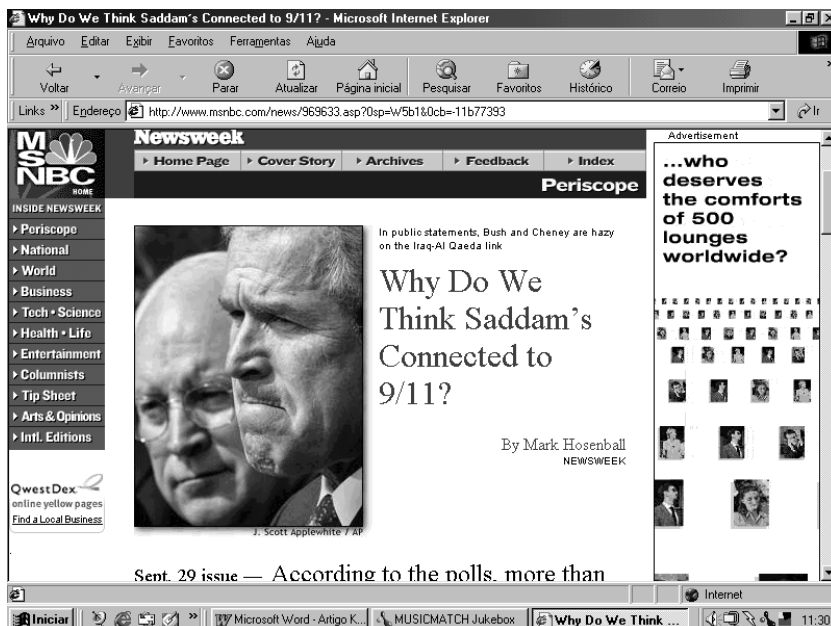 Why Do We Think Saddam's Connected to 9/11? - Microsoft Internet Explorer
Arquivo Editar Exibir Favoritos Ferramentas Ajuda
Voltar Avançar Parar Atualizar Página inicial Pesquisar Favoritos Histórico Correio Imprimir
Links » Endereço http://www.msnbc.com/news/969633.asp?0sp=W5b1&0cb=-11b77393 Ir
MSNBC
HOME
Newsweek
Home Page Cover Story Archives Feedback Index
Periscope
INSIDE NEWSWEEK
Periscope
National
World
Business
Tech • Science
Health • Life
Entertainment
Columnists
Tip Sheet
Arts & Opinions
Intl. Editions
QwestDex
online yellow pages
Find a Local Business
J. Scott Applewhite / AP
In public statements, Bush and Cheney are hazy
on the Iraq-Al Qaeda link
Why Do We
Think Saddam's
Connected to
9/11?
By Mark Hosenball
NEWSWEEK
Sept. 29 issue — According to the polls, more than
Advertisement
...who
deserves
the comforts
of 500
lounges
worldwide?
Internet
Iniciar » Microsoft Word - Artigo K... MUSICMATCH Jukebox Why Do We Think ... 11:30